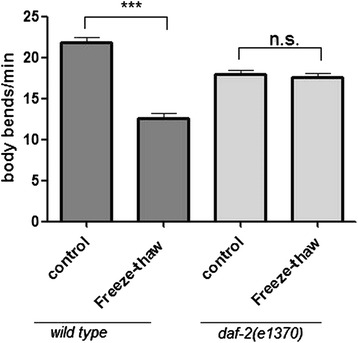 ***
n.s.
25
20
15
10
5
0
body bends/min
control
Freeze-thaw
control
Freeze-thaw
wild type
daf-2(e1370)